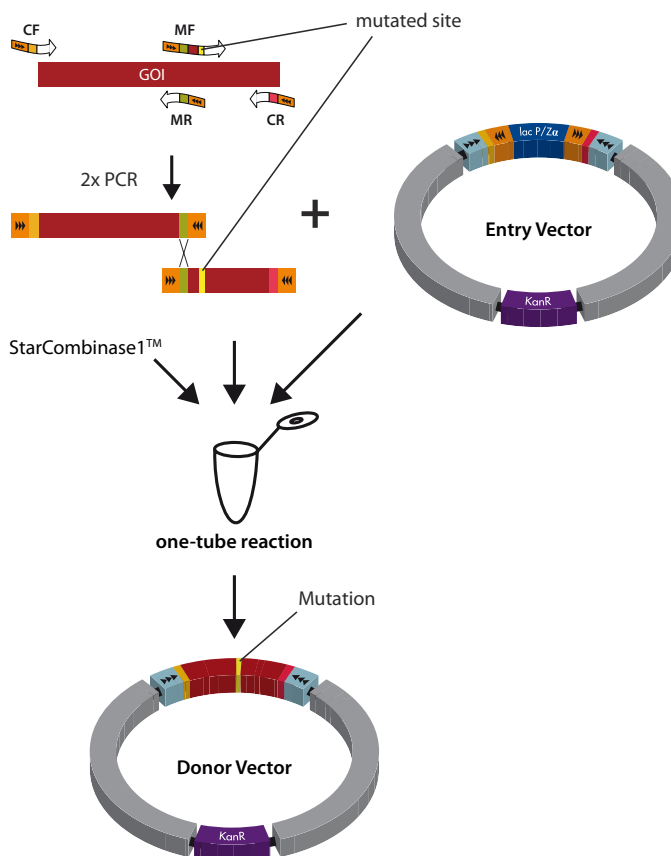 mutated site
CF
MF
GOI
MR
CR
2x PCR
+
lac P/Zα
Entry Vector
KanR
StarCombinase1™
one-tube reaction
Mutation
Donor Vector
KanR